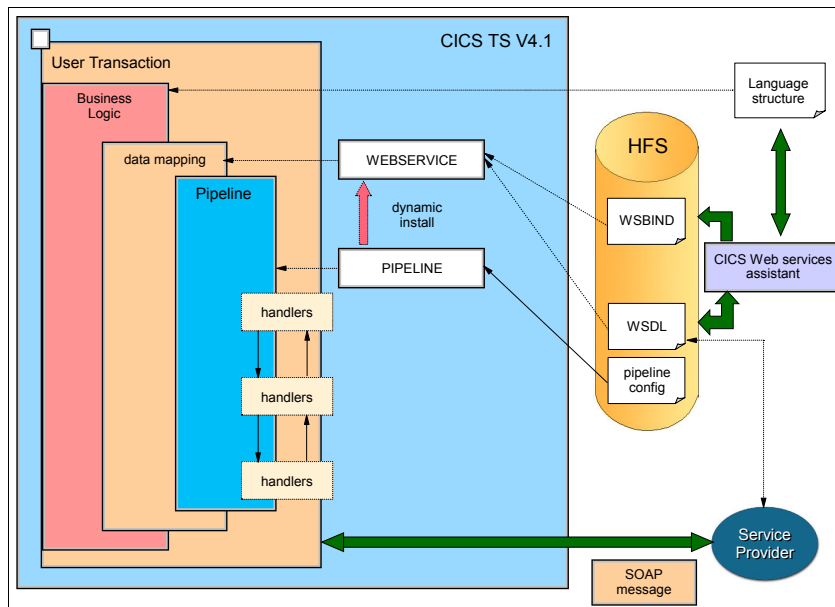 CICS TS V4.1
User Transaction
Business
Logic
data mapping
Pipeline
WEBSERVICE
dynamic
install
PIPELINE
handlers
handlers
handlers
Language
structure
HFS
WSBIND
CICS Web services
assistant
WSDL
pipeline
config
Service
Provider
SOAP
message